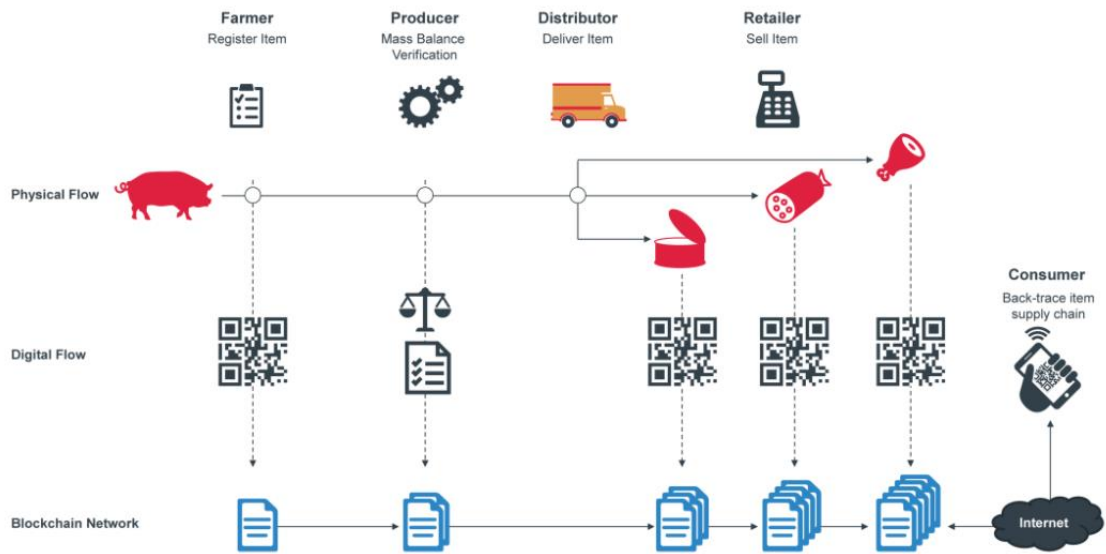 Farmer
Register Item
Producer
Mass Balance
Verification
Distributor
Deliver Item
Retailer
Sell Item
Physical Flow
Consumer
Back-trace item
supply chain
Digital Flow
Blockchain Network
Internet